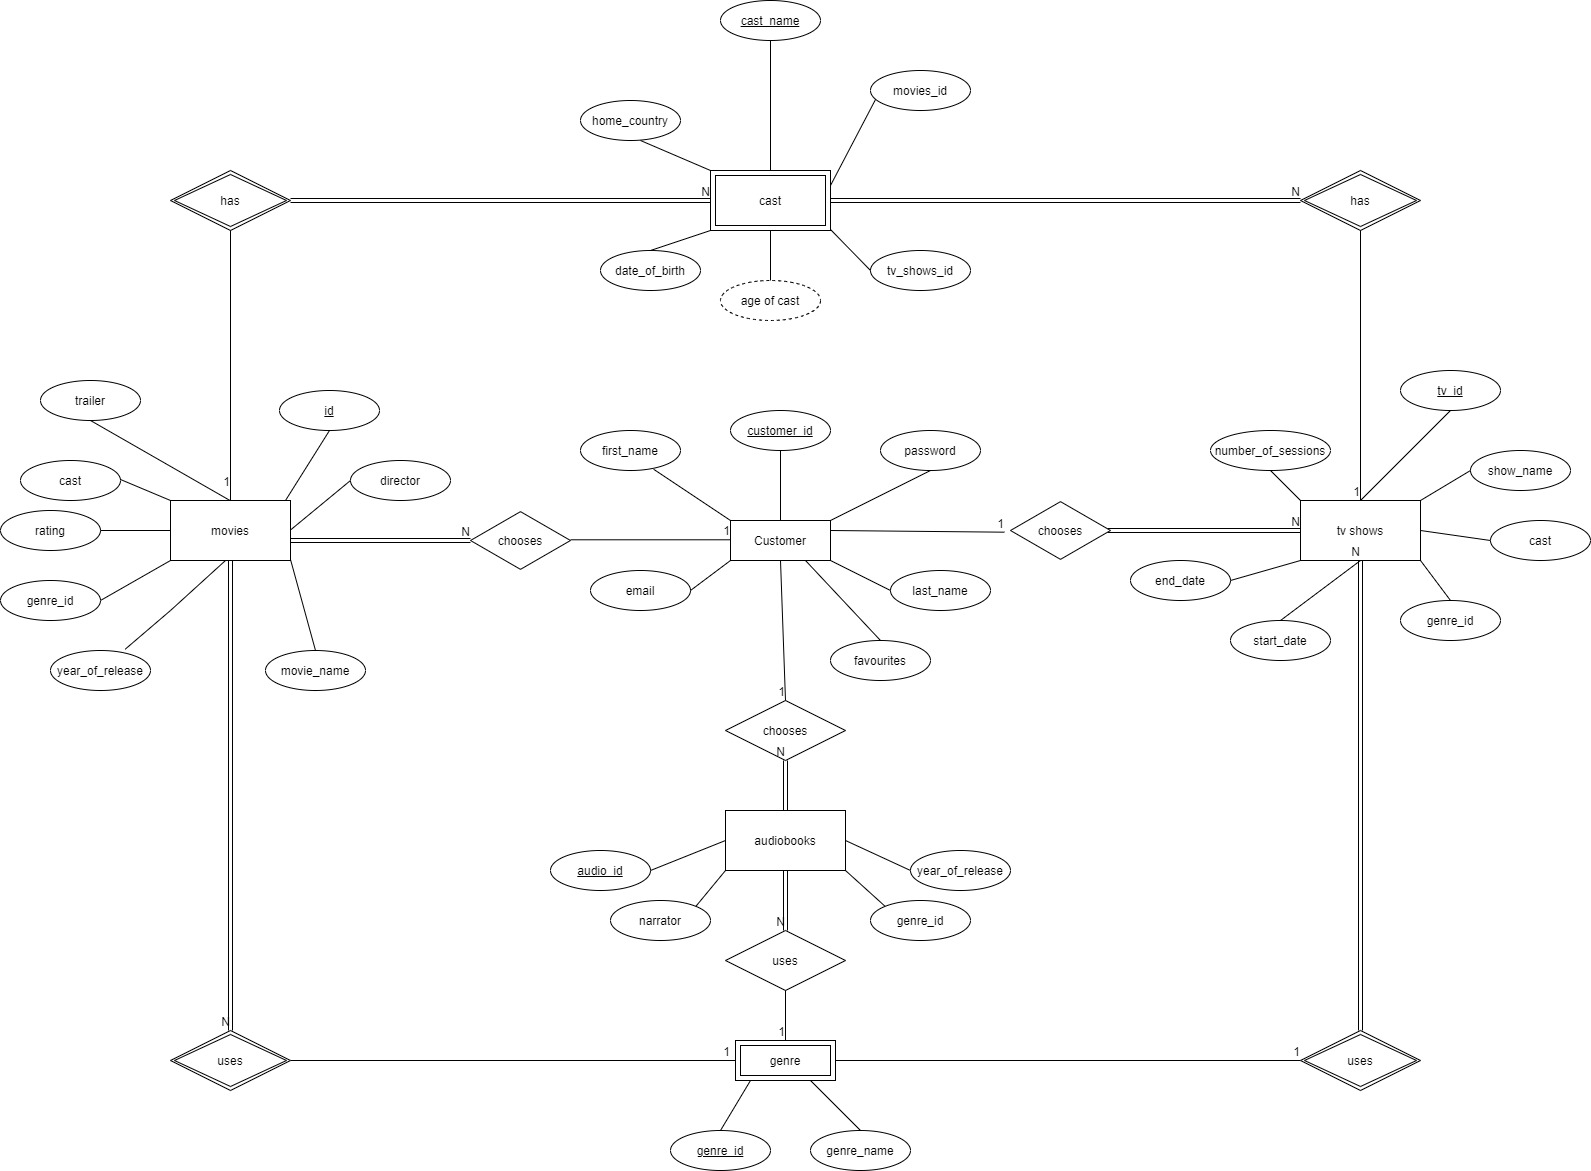 cast_name
movies_id
home_country
has
N
cast
N
has
date_of_birth
tv_shows_id
age of cast
trailer
id
tv_id
customer_id
first_name
password
number_of_sessions
show_name
cast
director
1
1
rating
movies
N
chooses
1
Customer
1
chooses
N
tv shows
N
cast
genre_id
email
last_name
end_date
genre_id
start_date
year_of_release
movie_name
favourites
1
chooses
N
audiobooks
audio_id
year_of_release
narrator
genre_id
N
uses
N
1
uses
1
genre
1
uses
genre_id
genre_name